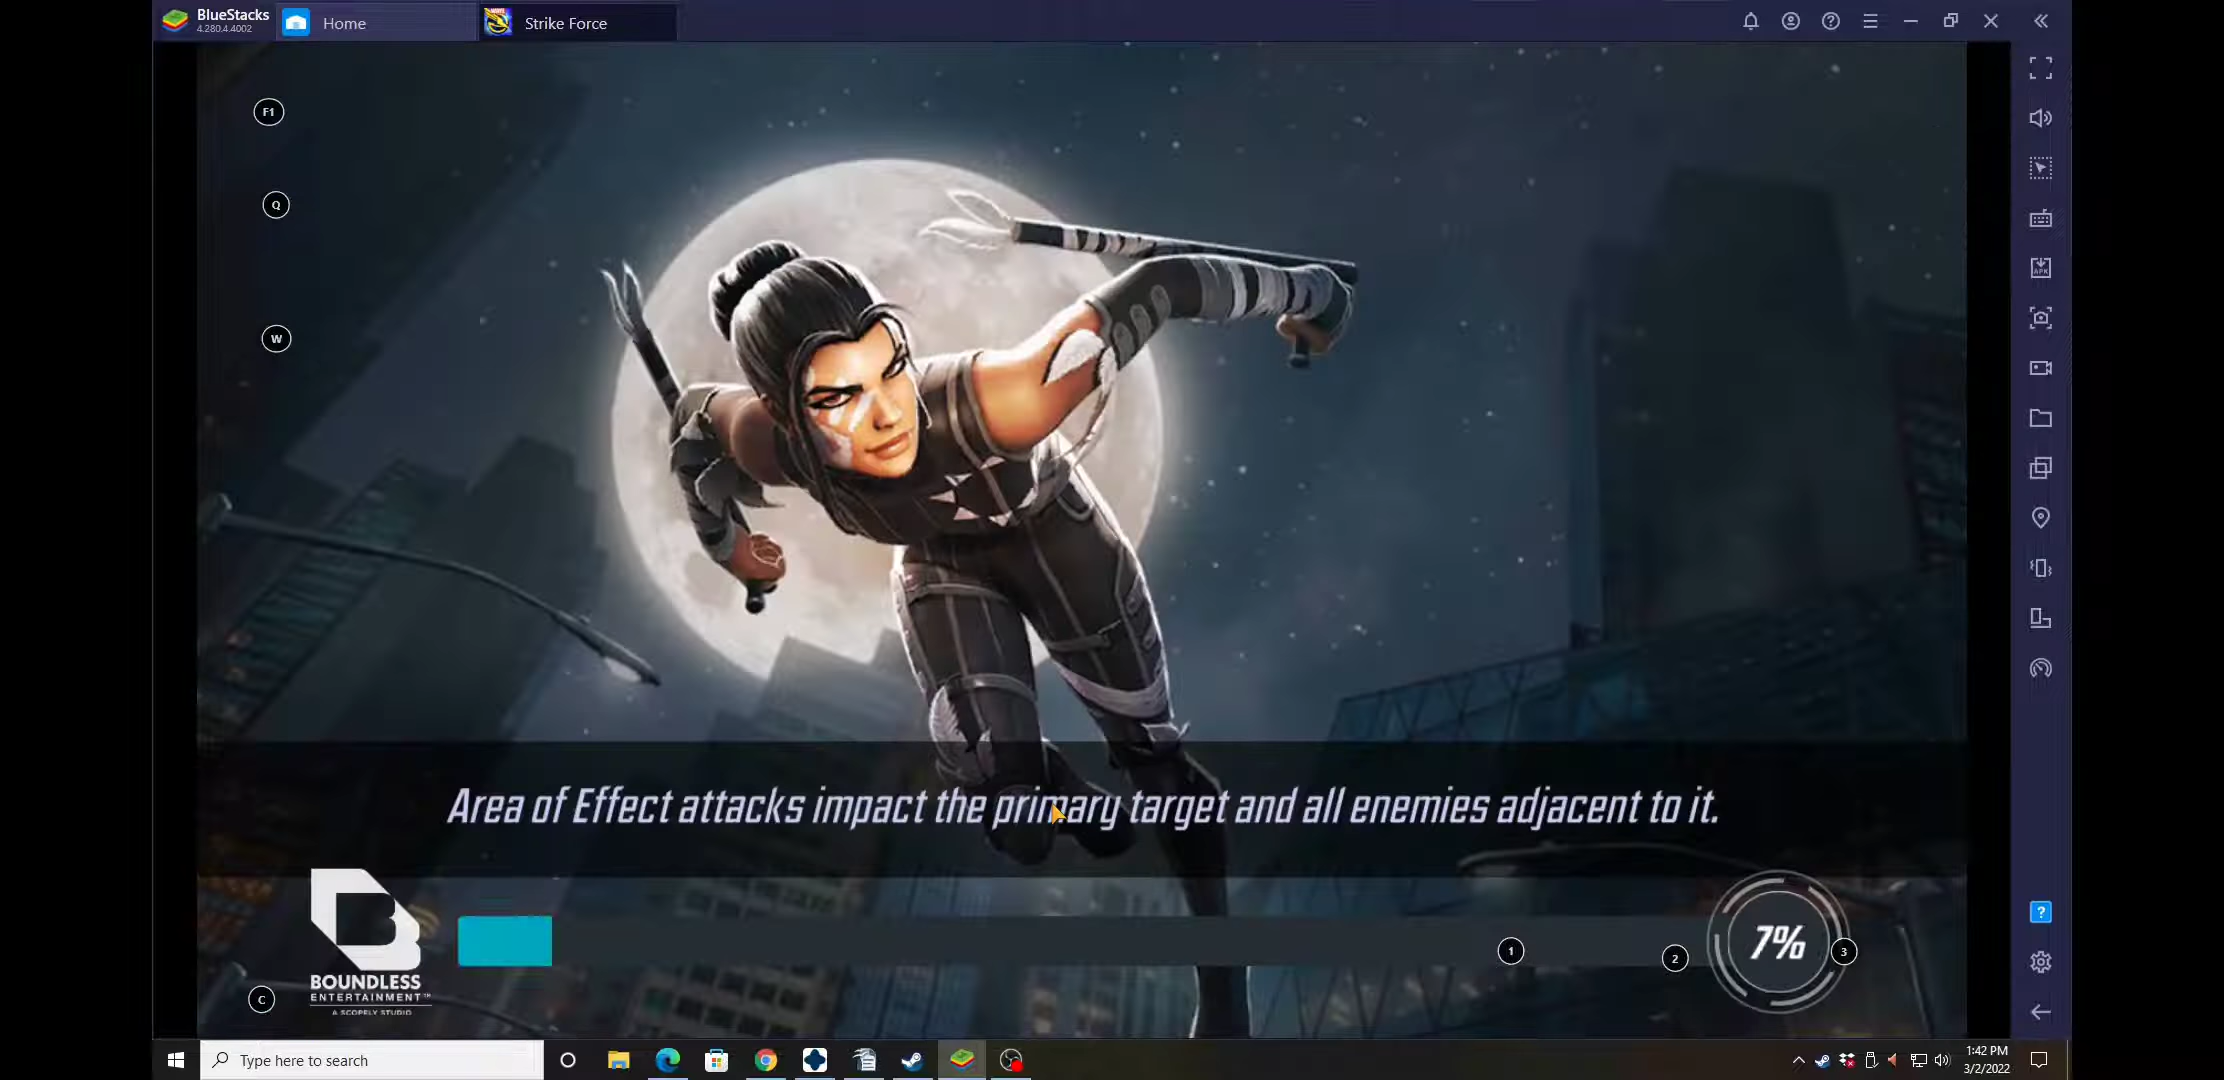 BlueStacks
4.280.4.4002
Home
Strike Force
F1
Q
W
APK
Area of Effect attacks impact the primary target and all enemies adjacent to it.
BOUNDLESS
ENTERTAINMENT™
A SCOPELY STUDIO
1
2
7%
3
C
Type here to search
1:42 PM
3/2/2022